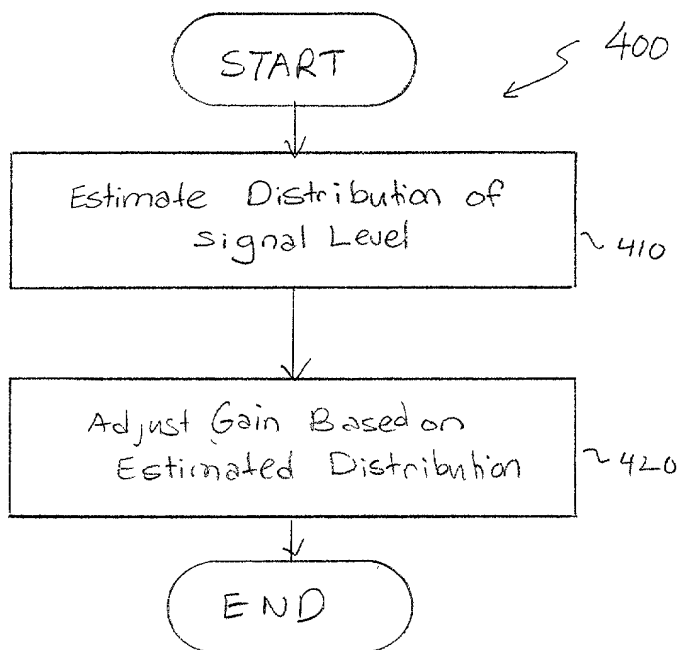 START
400
Estimate Distribution of
Signal Level
410
Adjust Gain Based on
Estimated Distribution
420
END